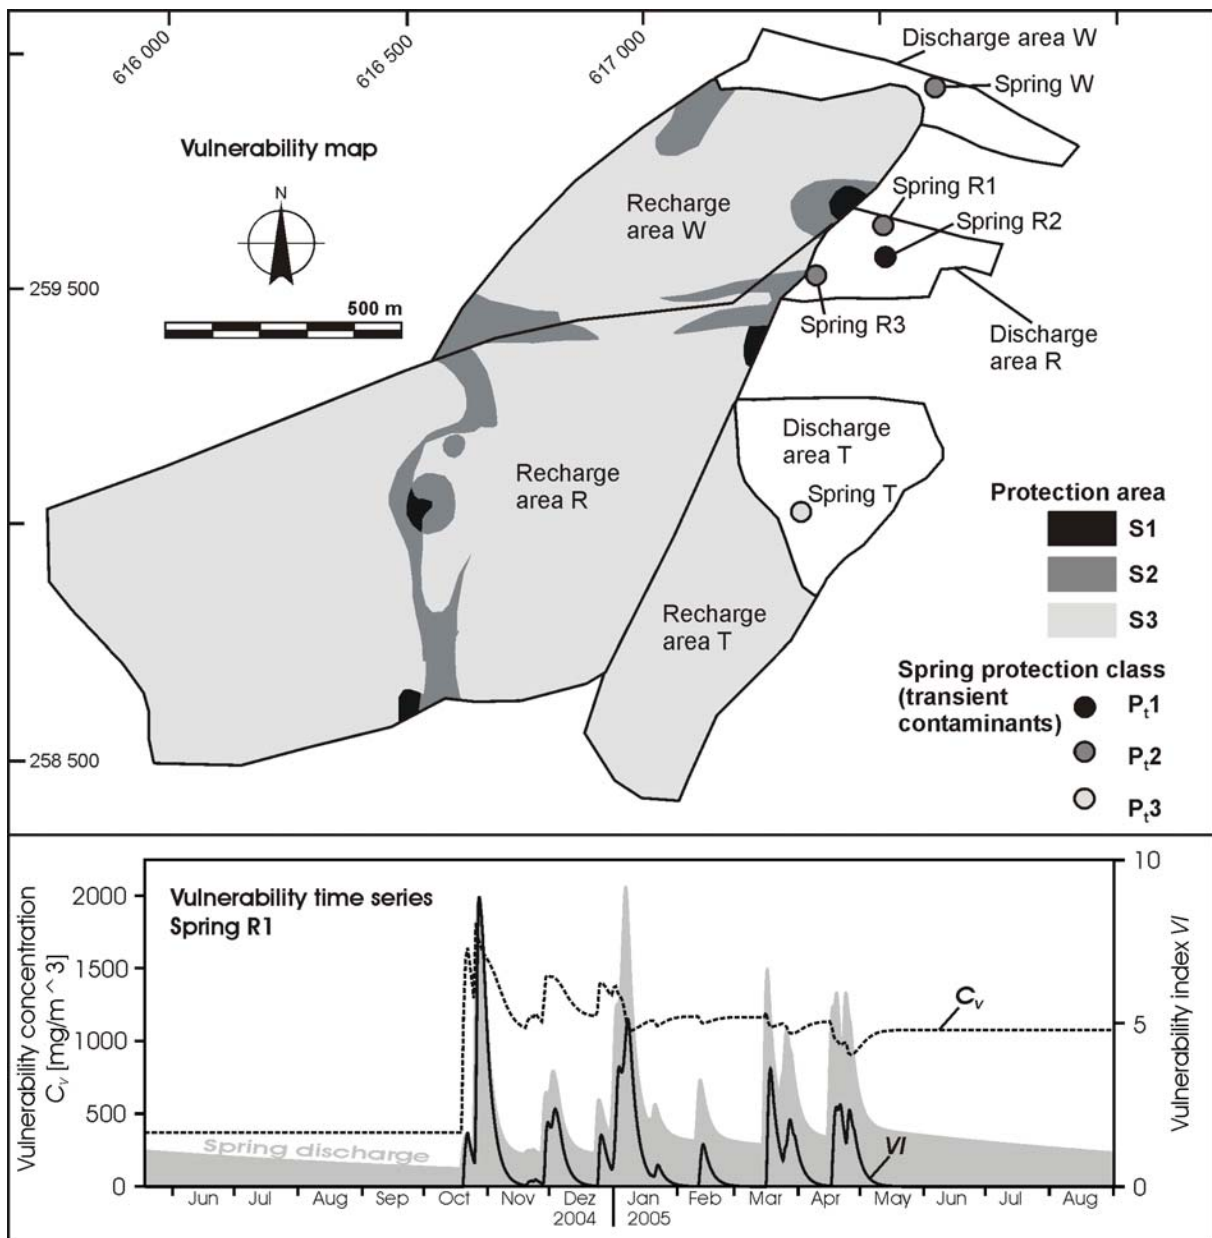 616 000
616 500
617 000
Discharge area W
Spring W
Vulnerability map
N
Recharge
area W
Spring R1
Spring R2
259 500
500 m
Spring R3
Discharge
area R
Discharge
area T
Spring T
Recharge
area R
Protection area
S1
S2
S3
Recharge
area T
Spring protection class
(transient
contaminants)
Pt1
Pt2
Pt3
258 500
Vulnerability time series
Spring R1
Vulnerability concentration
Cv [mg/m ^ 3]
2000
1500
1000
500
0
10
5
0
Vulnerability index VI
Cv
VI
Spring discharge
Jun Jul Aug Sep Oct Nov Dez Jan Feb Mar Apr May Jun Jul Aug
2004 2005